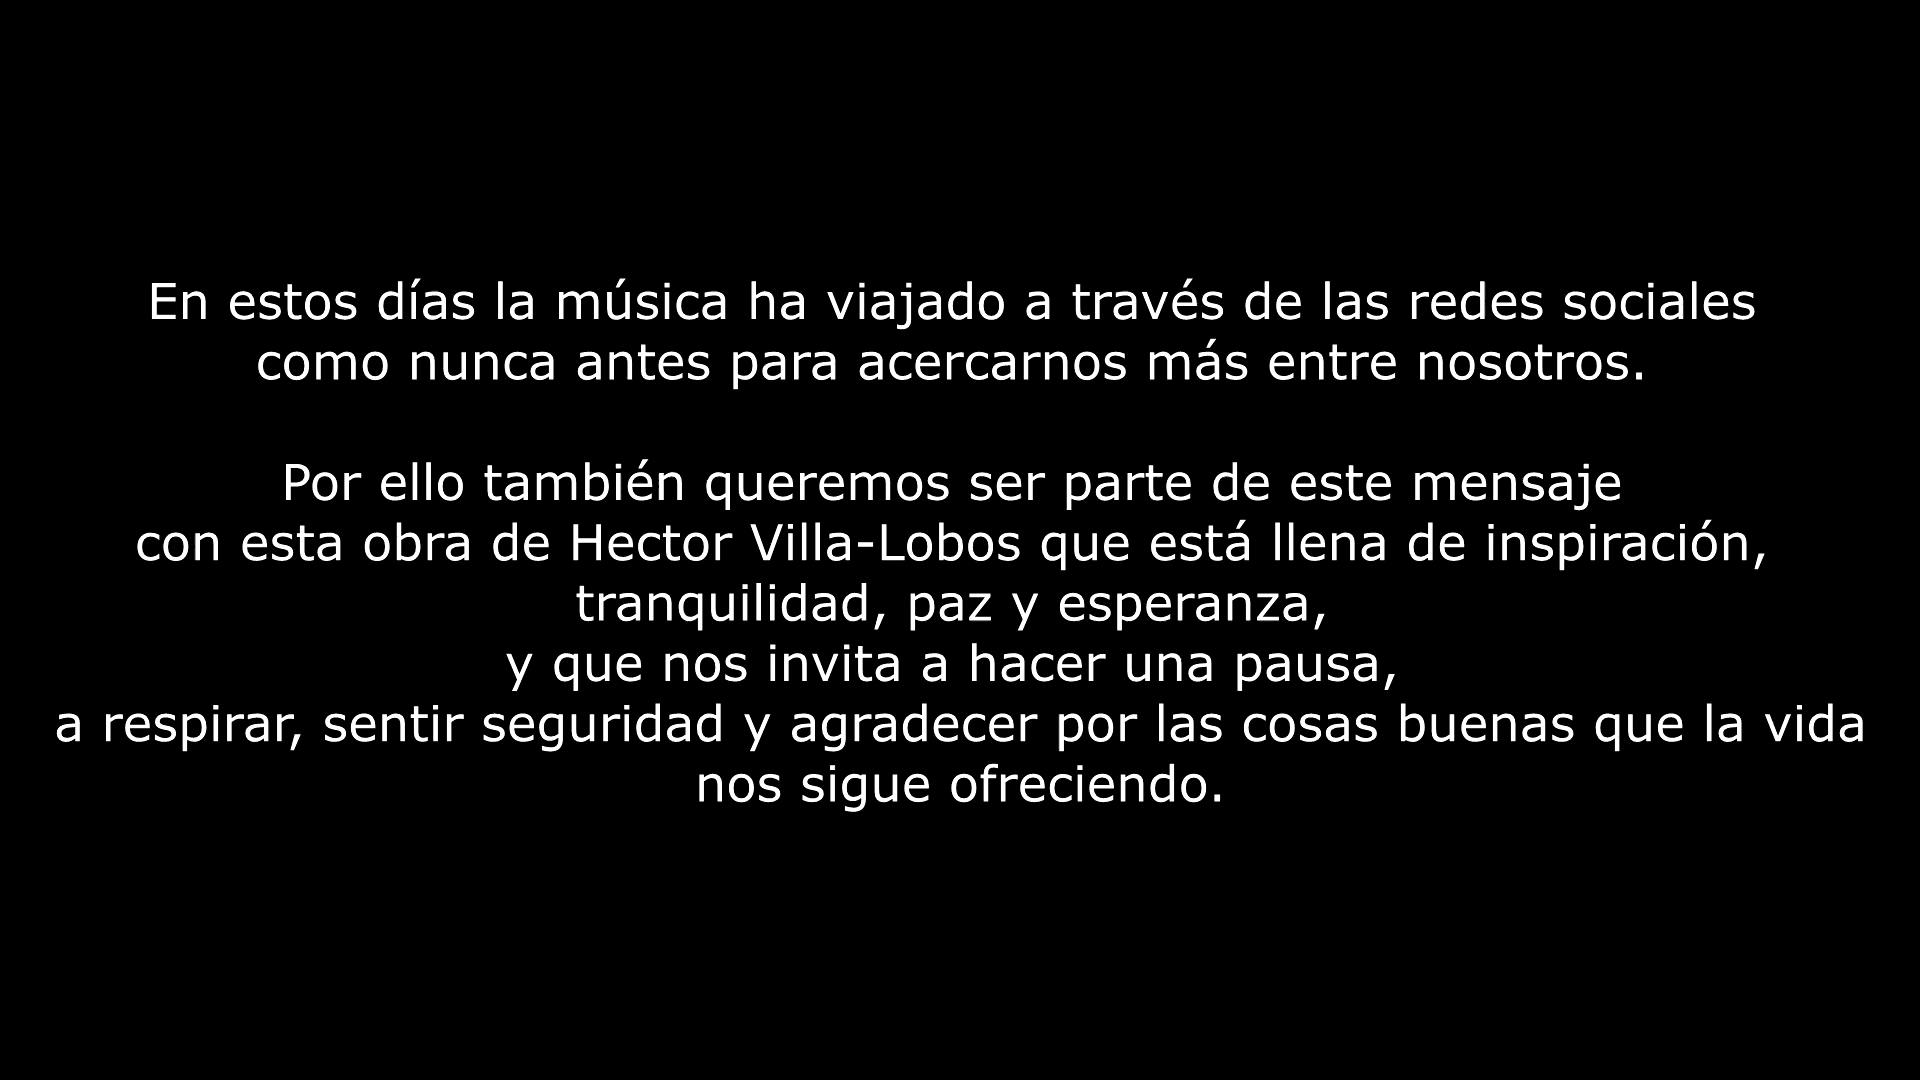 En estos días la música ha viajado a través de las redes sociales
como nunca antes para acercarnos más entre nosotros.
Por ello también queremos ser parte de este mensaje
con esta obra de Hector Villa-Lobos que está llena de inspiración,
tranquilidad, paz y esperanza,
y que nos invita a hacer una pausa,
a respirar, sentir seguridad y agradecer por las cosas buenas que la vida
nos sigue ofreciendo.